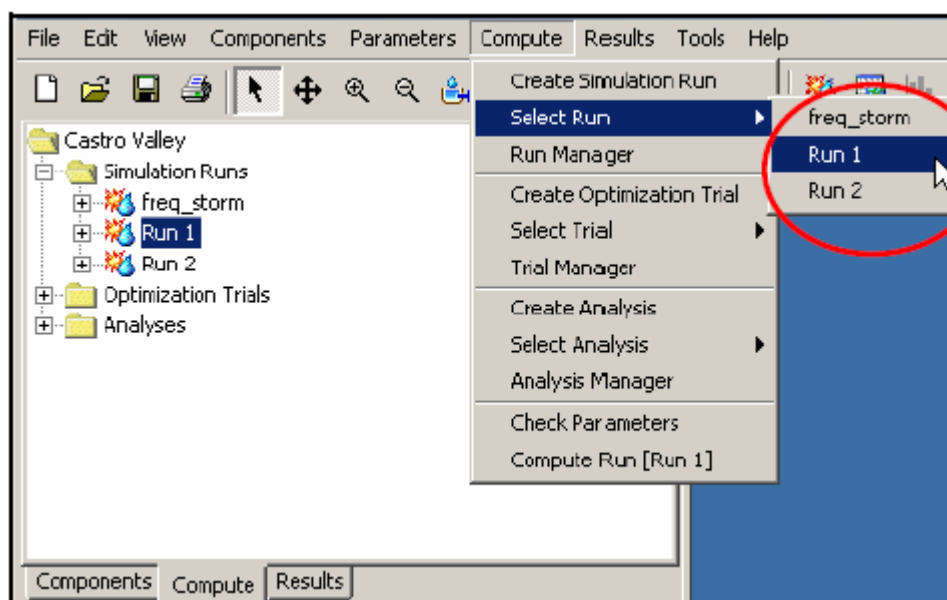 File Edit View Components Parameters Compute Results Tools Help
Create Simulation Run
Select Run
Run Manager
Create Optimization Trial
Select Trial
Trial Manager
Create Analysis
Select Analysis
Analysis Manager
Check Parameters
Compute Run [Run 1]
freq_storm
Run 1
Run 2
Castro Valley
Simulation Runs
freq_storm
Run 1
Run 2
Optimization Trials
Analyses
Components Compute Results